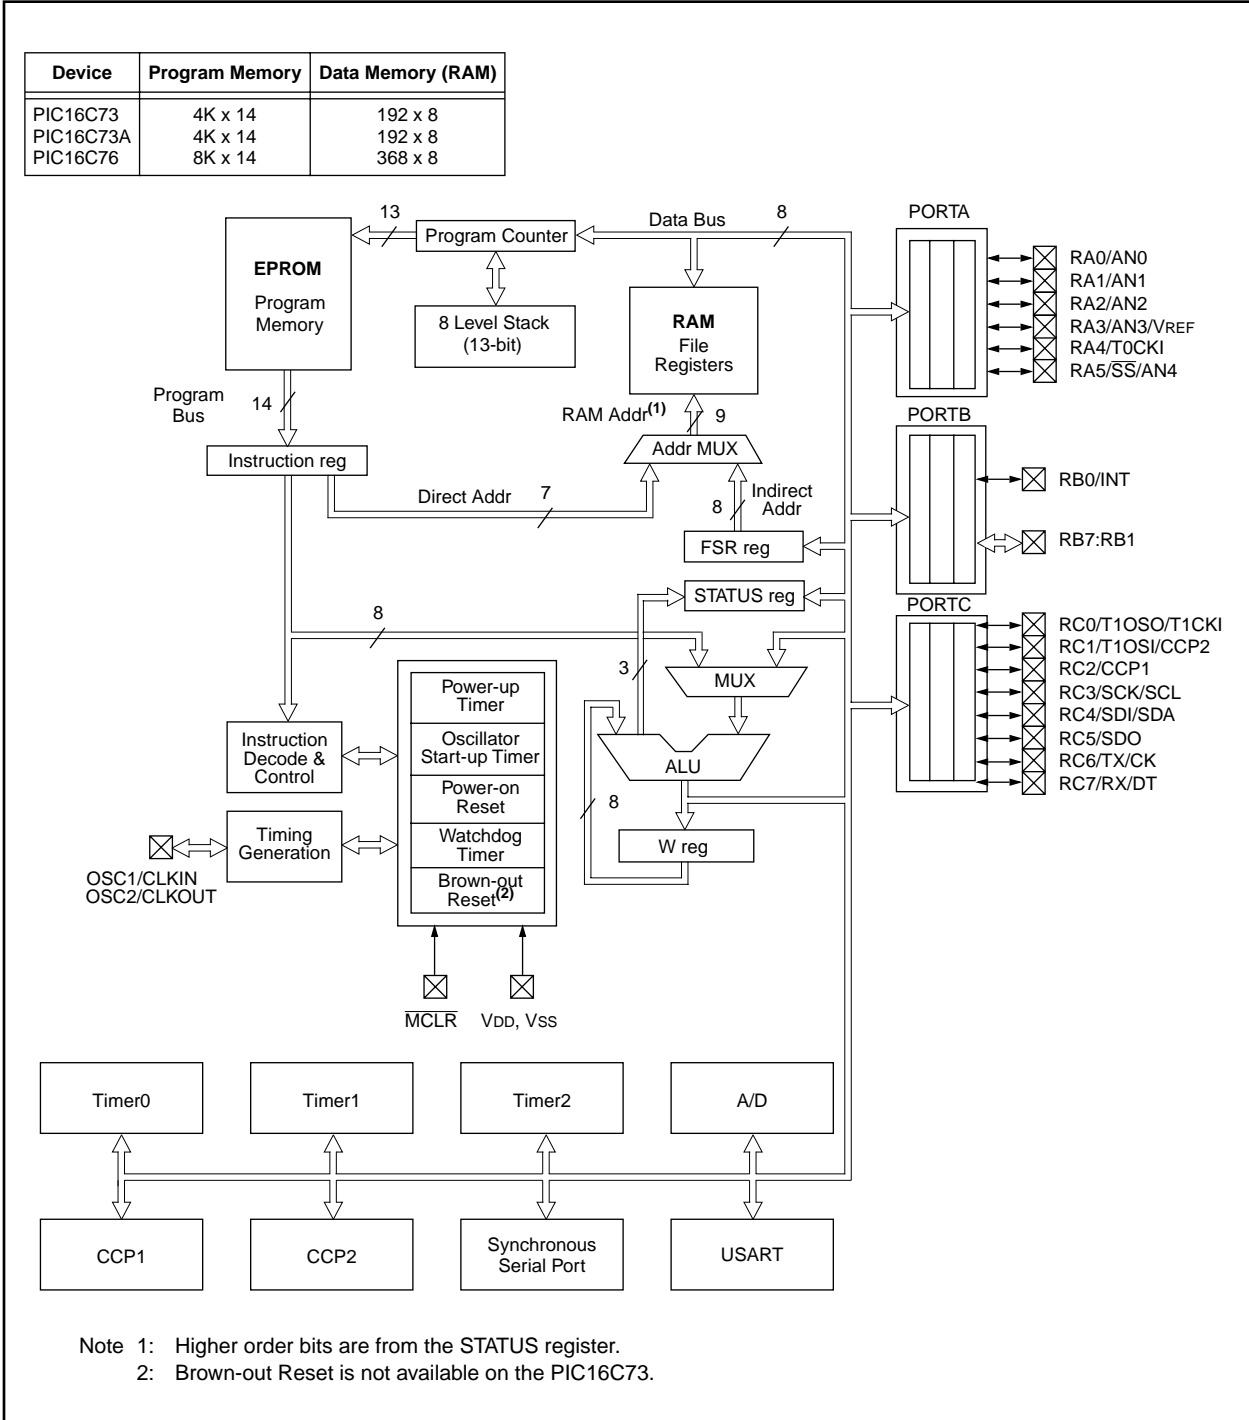 Device Program Memory Data Memory (RAM)
PIC16C73 4K x 14 192 x 8
PIC16C73A 4K x 14 192 x 8
PIC16C76 8K x 14 368 x 8
13
Program Counter
Data Bus
8
PORTA
EPROM
Program
Memory
8 Level Stack
(13-bit)
RAM
File
Registers
RA0/AN0
RA1/AN1
RA2/AN2
RA3/AN3/VREF
RA4/T0CKI
RA5/S̅S̅/AN4
Program
Bus
14
RAM Addr(1)
9
PORTB
Instruction reg
Addr MUX
Direct Addr
7
8
Indirect
Addr
RB0/INT
FSR reg
RB7:RB1
STATUS reg
PORTC
8
3
MUX
RC0/T1OSO/T1CKI
RC1/T1OSI/CCP2
RC2/CCP1
RC3/SCK/SCL
RC4/SDI/SDA
RC5/SDO
RC6/TX/CK
RC7/RX/DT
Power-up
Timer
Instruction
Decode &
Control
Oscillator
Start-up Timer
ALU
Power-on
Reset
8
Timing
Generation
Watchdog
Timer
W reg
OSC1/CLKIN
OSC2/CLKOUT
Brown-out
Reset(2)
M̅C̅L̅R̅
VDD, VSS
Timer0
Timer1
Timer2
A/D
CCP1
CCP2
Synchronous
Serial Port
USART
Note 1: Higher order bits are from the STATUS register.
2: Brown-out Reset is not available on the PIC16C73.